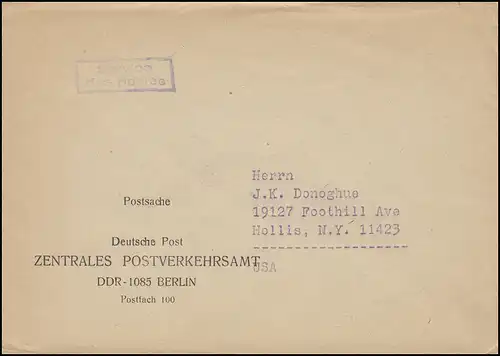 Herrn
J.K. Donoghue
19127 Foothill Ave
Hollis, N.Y. 11423
USA
Postsache
Deutsche Post
ZENTRALES POSTVERKEHRSAMT
DDR-1085 BERLIN
Postfach 100